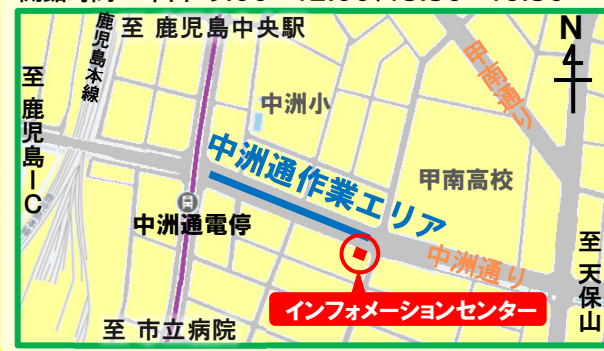 至 鹿児島中央駅
鹿児島本線
至 鹿児島IC
中洲小
甲南通り
N
中洲通作業エリア
甲南高校
中洲通電停
中洲通り
至 天保山
インフォメーションセンター
至 市立病院